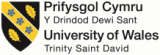 Prifysgol Cymru
Y Drindod Dewi Sant
University of Wales
Trinity Saint David